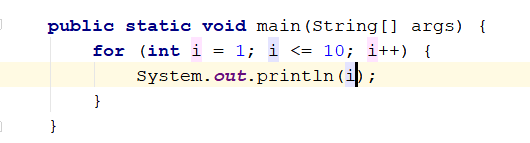 public static void main(String[] args) {
for (int i = 1; i <= 10; i++) {
System.out.println(i);
}
}